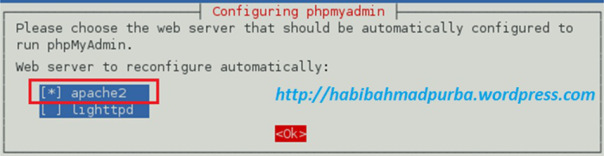 Configuring phpmyadmin
Please choose the web server that should be automatically configured to
run phpMyAdmin.
Web server to reconfigure automatically:
[*] apache2
[ ] lighttpd
http://habibahmadpurba.wordpress.com
<Ok>